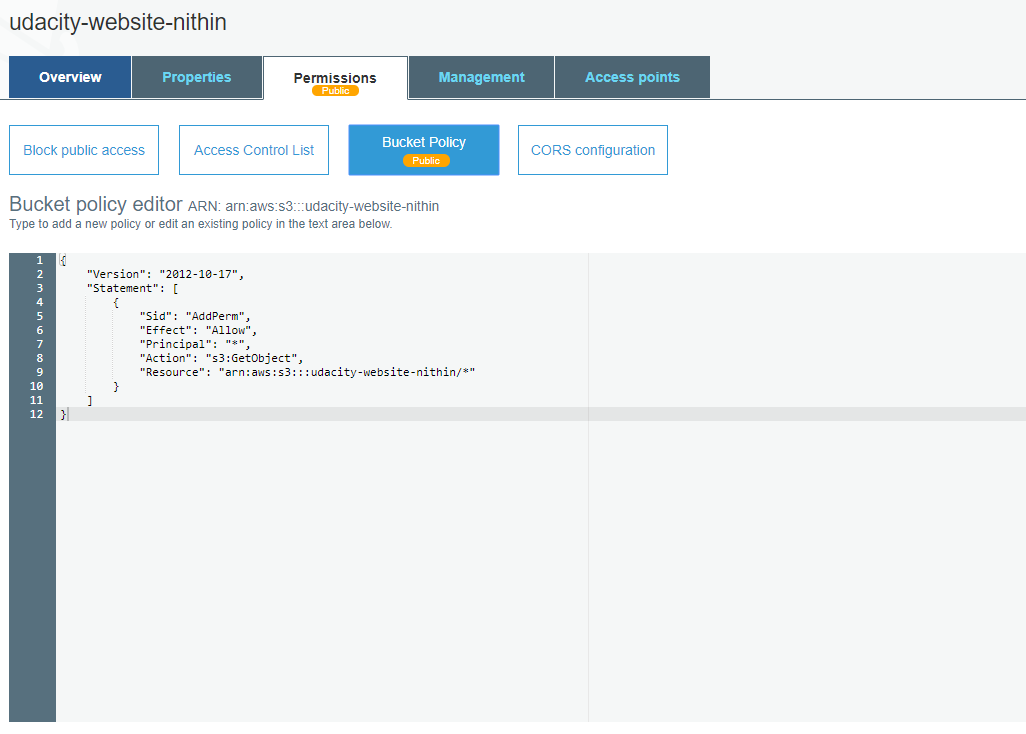 udacity-website-nithin
Overview Properties Permissions Management Access points
Public
Block public access Access Control List Bucket Policy CORS configuration
Public
Bucket policy editor ARN: arn:aws:s3:::udacity-website-nithin
Type to add a new policy or edit an existing policy in the text area below.
1 {
2 "Version": "2012-10-17",
3 "Statement": [
4 {
5 "Sid": "AddPerm",
6 "Effect": "Allow",
7 "Principal": "*",
8 "Action": "s3:GetObject",
9 "Resource": "arn:aws:s3:::udacity-website-nithin/*"
10 }
11 ]
12 }